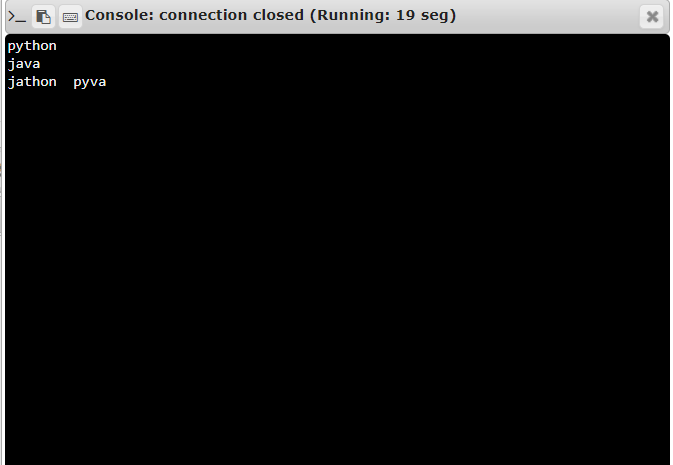 Console: connection closed (Running: 19 seg)
python
java
jathon  pyva